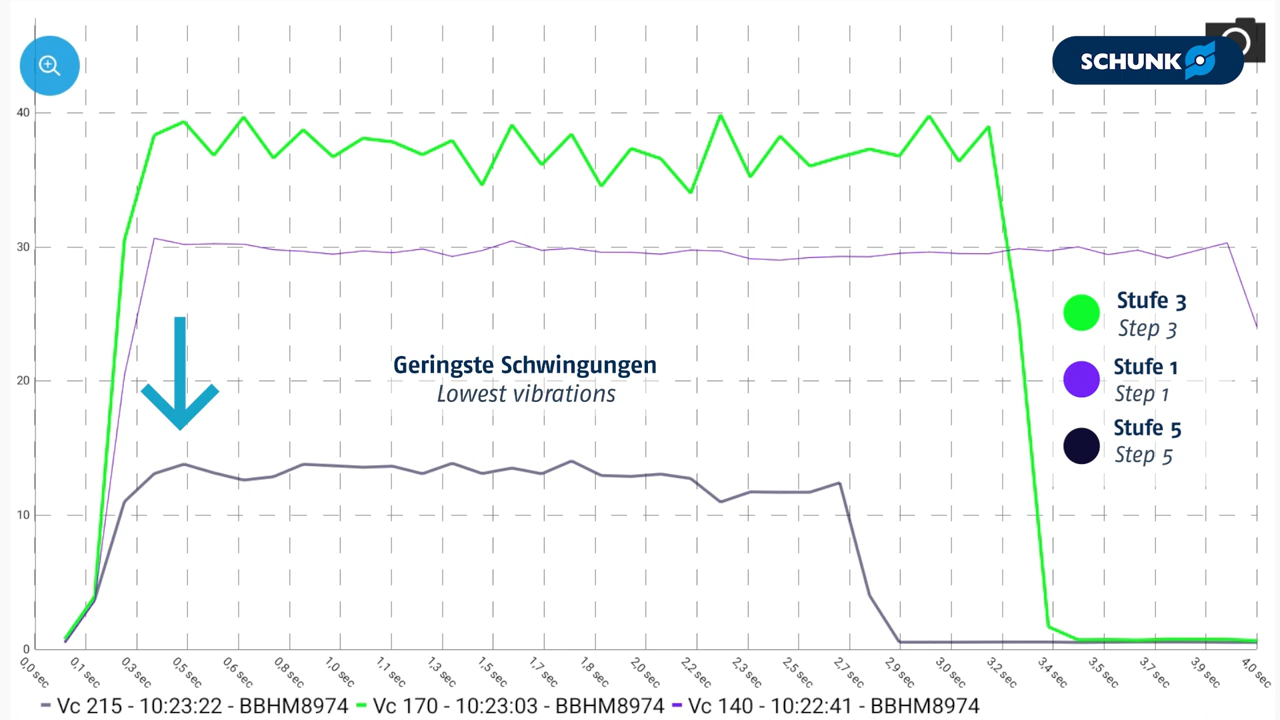 SCHUNK
40
30
20
10
0
Geringste Schwingungen
Lowest vibrations
Stufe 3
Step 3
Stufe 1
Step 1
Stufe 5
Step 5
0,0 sec
0,1 sec
0,3 sec
0,5 sec
0,6 sec
0,8 sec
1,0 sec
1,1 sec
1,3 sec
1,5 sec
1,7 sec
1,8 sec
2,0 sec
2,2 sec
2,3 sec
2,5 sec
2,7 sec
2,9 sec
3,0 sec
3,2 sec
3,4 sec
3,5 sec
3,7 sec
3,9 sec
4,0 sec
Vc 215 - 10:23:22 - BBHM8974 Vc 170 - 10:23:03 - BBHM8974 Vc 140 - 10:22:41 - BBHM8974